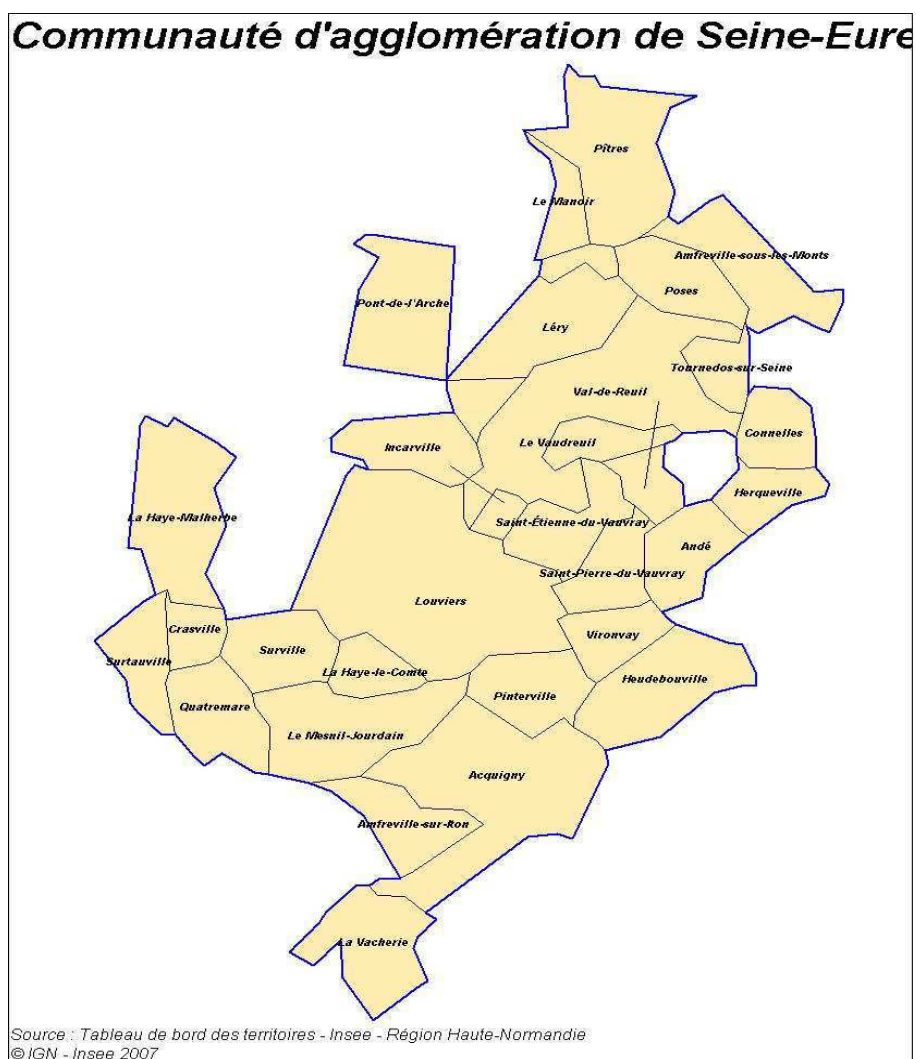 Communauté d'agglomération de Seine-Eure
Pîtres
Le Manoir
Amfreville-sous-les-Monts
Poses
Pont-de-l'Arche
Léry
Tournedos-sur-Seine
Val-de-Reuil
Connelles
Incarville
Le Vaudreuil
Herqueville
La Haye-Malherbe
Saint-Étienne-du-Vauvray
Andé
Saint-Pierre-du-Vauvray
Louviers
Crasville
Vironvay
Surville
Surtauville
La Haye-le-Comte
Heudebouville
Pinterville
Quatremare
Le Mesnil-Jourdain
Acquigny
Amfreville-sur-Iton
La Vacherie
Source : Tableau de bord des territoires - Insee - Région Haute-Normandie
© IGN - Insee 2007